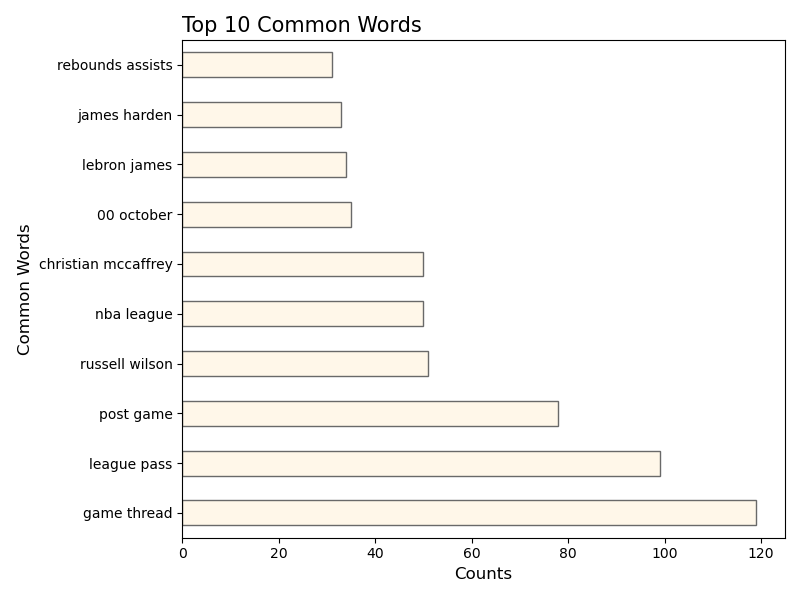 Top 10 Common Words
rebounds assists
james harden
lebron james
00 october
christian mccaffrey
nba league
russell wilson
post game
league pass
game thread
Common Words
0 20 40 60 80 100 120
Counts